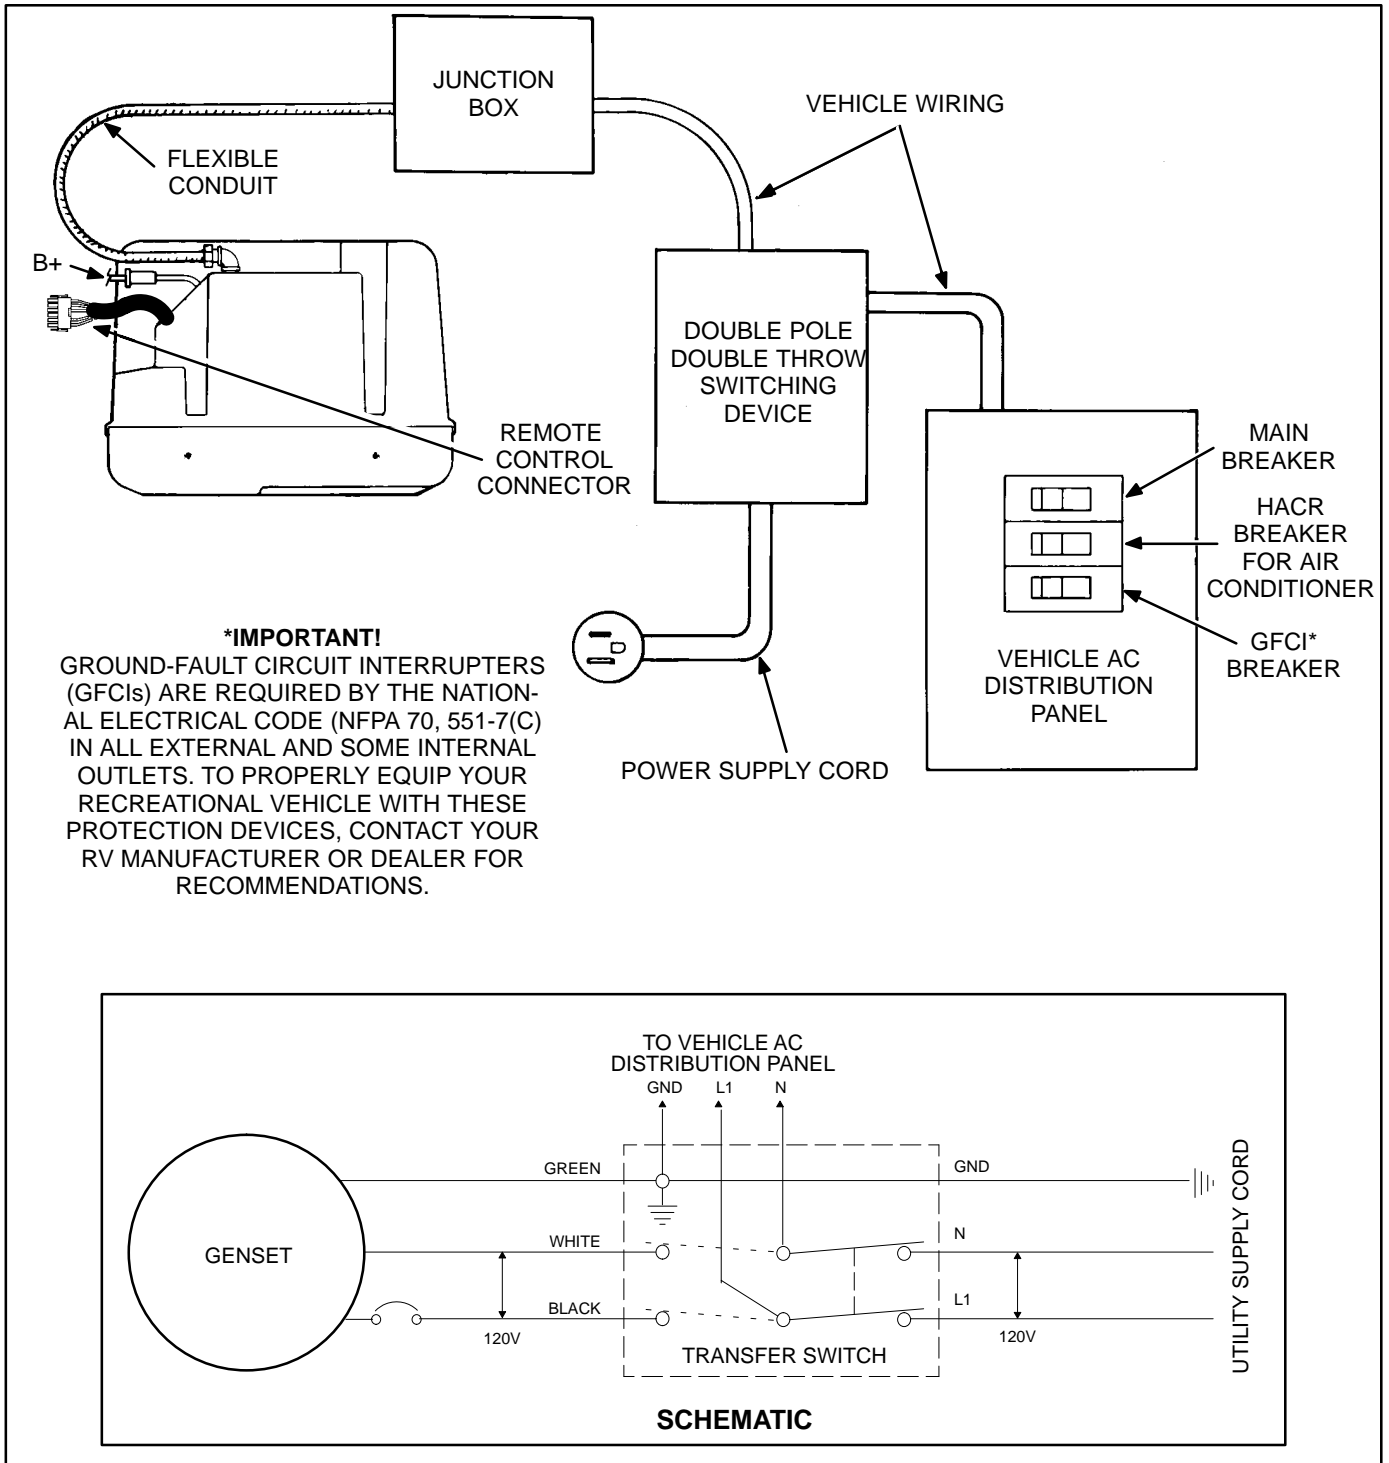 JUNCTION
BOX
VEHICLE WIRING
FLEXIBLE
CONDUIT
B+
DOUBLE POLE
DOUBLE THROW
SWITCHING
DEVICE
REMOTE
CONTROL
CONNECTOR
MAIN
BREAKER
HACR
BREAKER
FOR AIR
CONDITIONER
GFCI*
BREAKER
VEHICLE AC
DISTRIBUTION
PANEL
POWER SUPPLY CORD
*IMPORTANT!
GROUND-FAULT CIRCUIT INTERRUPTERS
(GFCIs) ARE REQUIRED BY THE NATION-
AL ELECTRICAL CODE (NFPA 70, 551-7(C)
IN ALL EXTERNAL AND SOME INTERNAL
OUTLETS. TO PROPERLY EQUIP YOUR
RECREATIONAL VEHICLE WITH THESE
PROTECTION DEVICES, CONTACT YOUR
RV MANUFACTURER OR DEALER FOR
RECOMMENDATIONS.
TO VEHICLE AC
DISTRIBUTION PANEL
GND L1 N
GREEN
GND
WHITE
N
GENSET
BLACK
L1
120V
120V
TRANSFER SWITCH
UTILITY SUPPLY CORD
SCHEMATIC